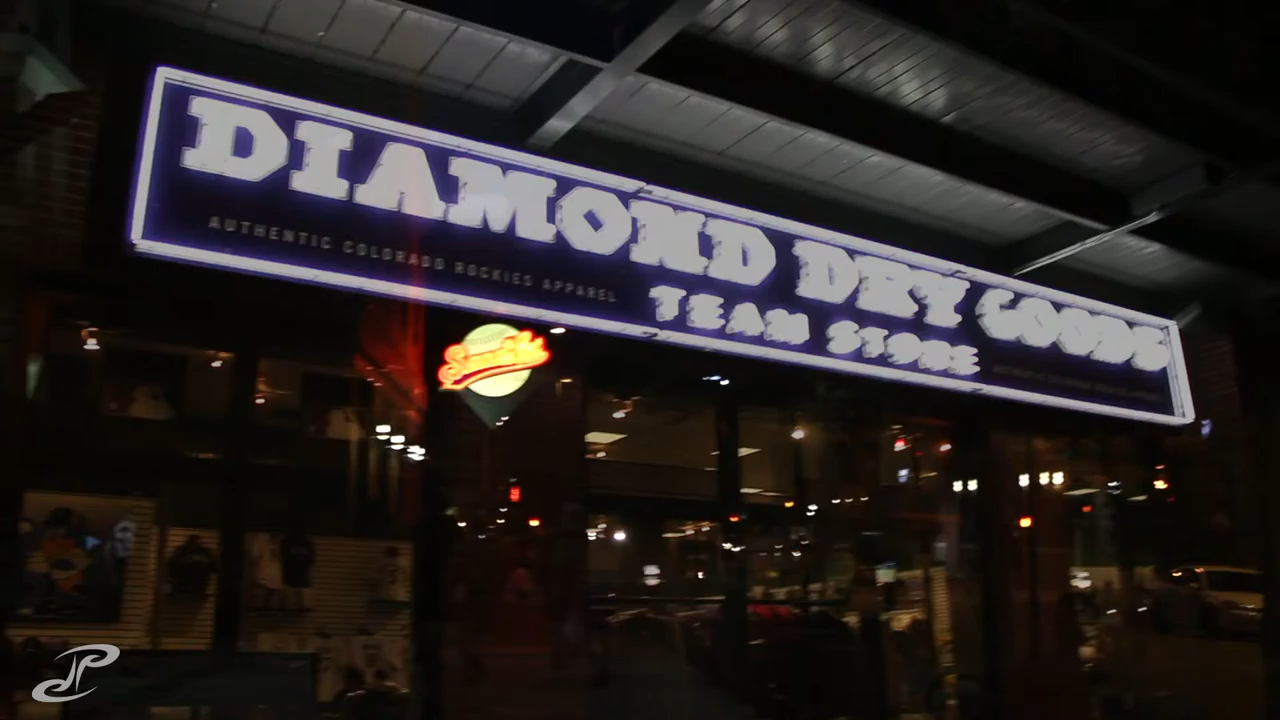 DIAMOND DRY GOODS
AUTHENTIC COLORADO ROCKIES APPAREL
TEAM STORE